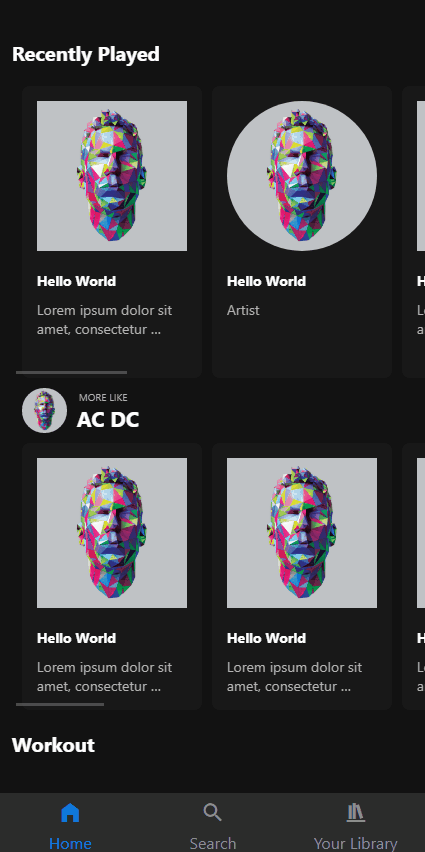 Recently Played
Hello World
Hello World
Lorem ipsum dolor sit
amet, consectetur ...
Artist
MORE LIKE
AC DC
Hello World
Hello World
Lorem ipsum dolor sit
amet, consectetur ...
Lorem ipsum dolor sit
amet, consectetur ...
Workout
Home
Search
Your Library